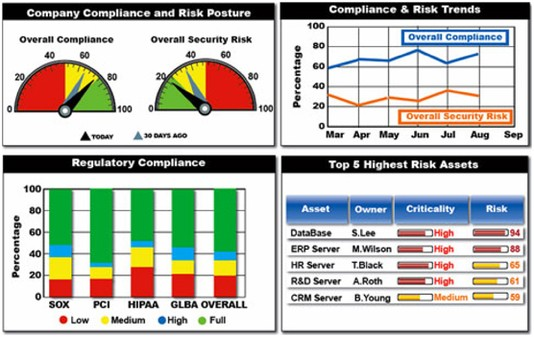 Company Compliance and Risk Posture
Overall Compliance
Overall Security Risk
0 20 40 60 80 100
0 20 40 60 80 100
TODAY 30 DAYS AGO
Compliance & Risk Trends
Percentage
100
80
60
40
20
0
Overall Compliance
Overall Security Risk
Mar Apr May Jun Jul Aug Sep
Regulatory Compliance
Percentage
100
80
60
40
20
0
SOX PCI HIPAA GLBA OVERALL
Low Medium High Full
Top 5 Highest Risk Assets
Asset Owner Criticality Risk
DataBase S.Lee High 94
ERP Server M.Wilson High 88
HR Server T.Black High 65
R&D Server A.Roth High 61
CRM Server B.Young Medium 59